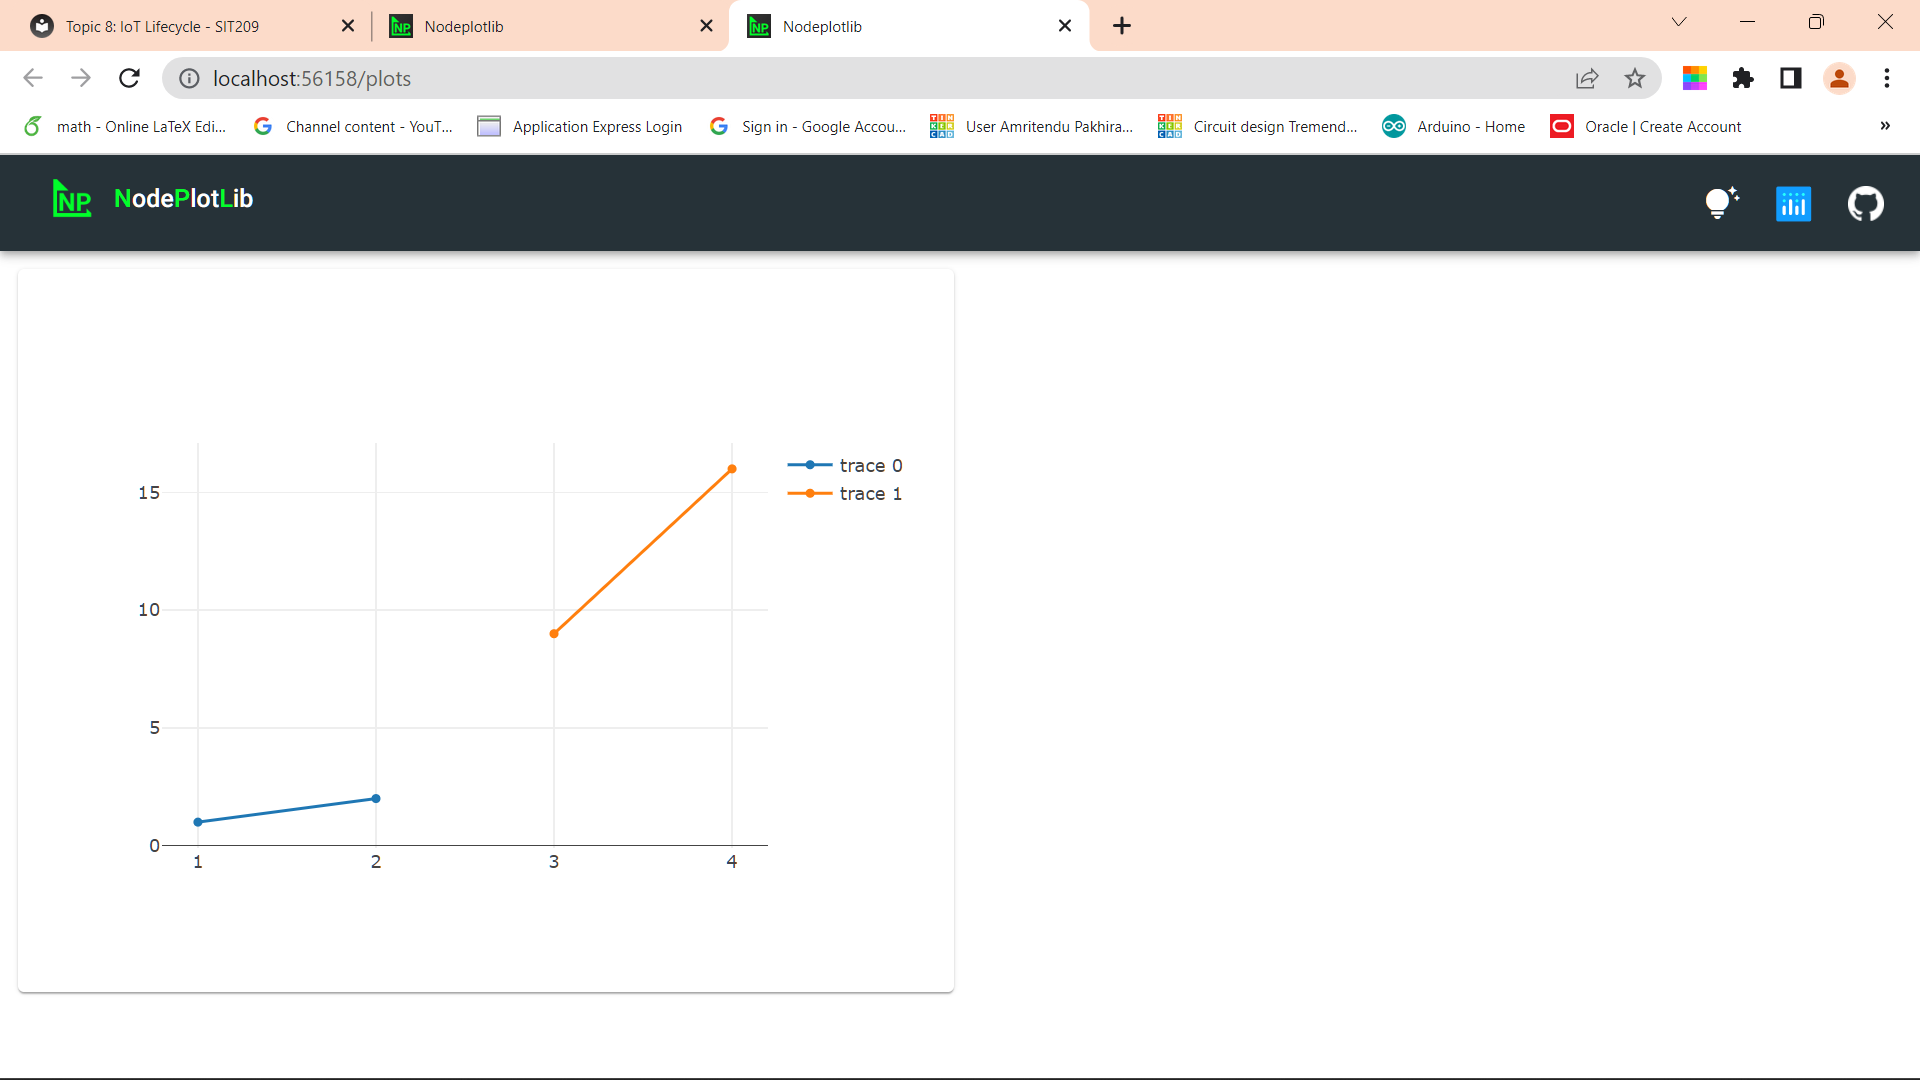 Topic 8: IoT Lifecycle - SIT209
Nodeplotlib
Nodeplotlib
localhost:56158/plots
math - Online LaTeX Edi...
Channel content - YouT...
Application Express Login
Sign in - Google Accou...
User Amritendu Pakhira...
Circuit design Tremend...
Arduino - Home
Oracle | Create Account
»
NP NodePlotLib
trace 0
trace 1
15
10
5
0
1 2 3 4